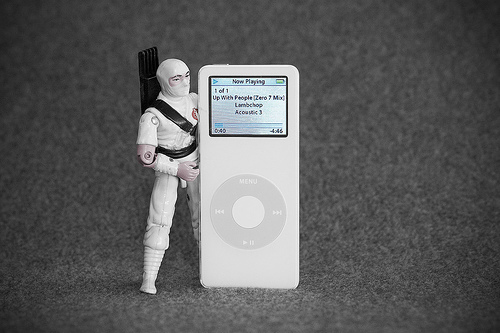 Now Playing
1 of 1
Up With People [Zero 7 Mix]
Lambchop
Acoustic 3
0:40 -4:46
MENU